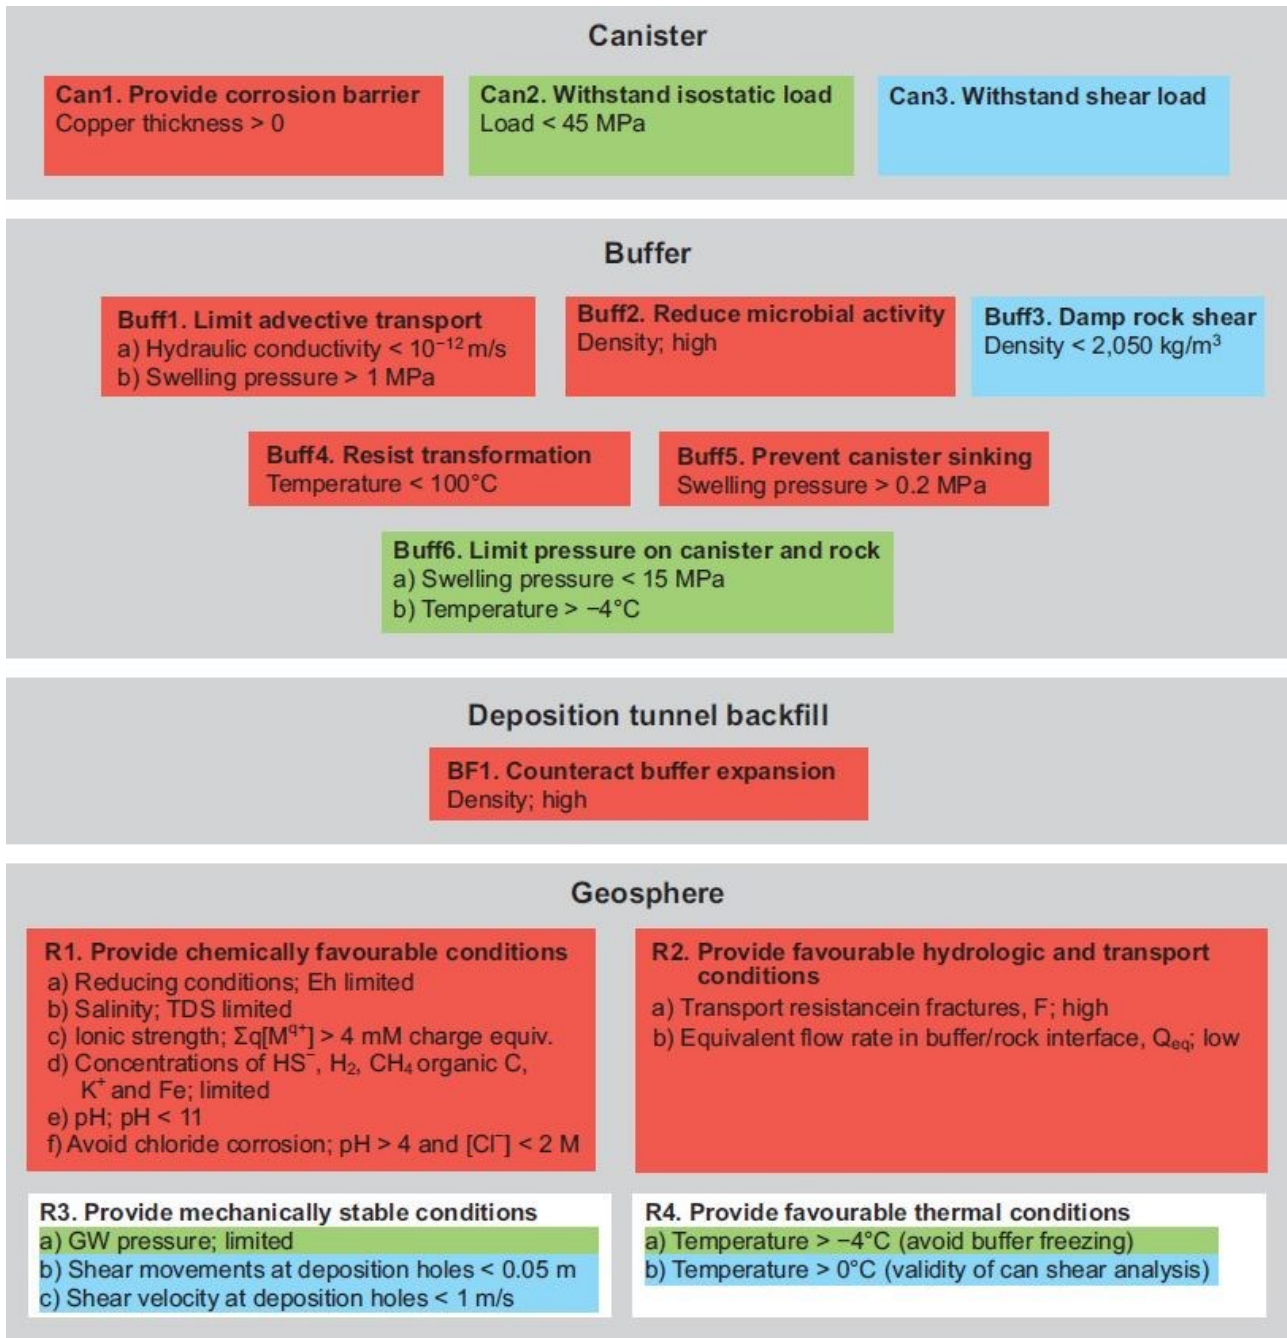 Canister
Can1. Provide corrosion barrier
Copper thickness > 0
Can2. Withstand isostatic load
Load < 45 MPa
Can3. Withstand shear load
Buffer
Buff1. Limit advective transport
a) Hydraulic conductivity < 10⁻¹² m/s
b) Swelling pressure > 1 MPa
Buff2. Reduce microbial activity
Density; high
Buff3. Damp rock shear
Density < 2,050 kg/m³
Buff4. Resist transformation
Temperature < 100°C
Buff5. Prevent canister sinking
Swelling pressure > 0.2 MPa
Buff6. Limit pressure on canister and rock
a) Swelling pressure < 15 MPa
b) Temperature > −4°C
Deposition tunnel backfill
BF1. Counteract buffer expansion
Density; high
Geosphere
R1. Provide chemically favourable conditions
a) Reducing conditions; Eh limited
b) Salinity; TDS limited
c) Ionic strength; Σq[M^q+] > 4 mM charge equiv.
d) Concentrations of HS⁻, H₂, CH₄ organic C,
K⁺ and Fe; limited
e) pH; pH < 11
f) Avoid chloride corrosion; pH > 4 and [Cl⁻] < 2 M
R2. Provide favourable hydrologic and transport
conditions
a) Transport resistancein fractures, F; high
b) Equivalent flow rate in buffer/rock interface, Q_eq; low
R3. Provide mechanically stable conditions
a) GW pressure; limited
b) Shear movements at deposition holes < 0.05 m
c) Shear velocity at deposition holes < 1 m/s
R4. Provide favourable thermal conditions
a) Temperature > −4°C (avoid buffer freezing)
b) Temperature > 0°C (validity of can shear analysis)